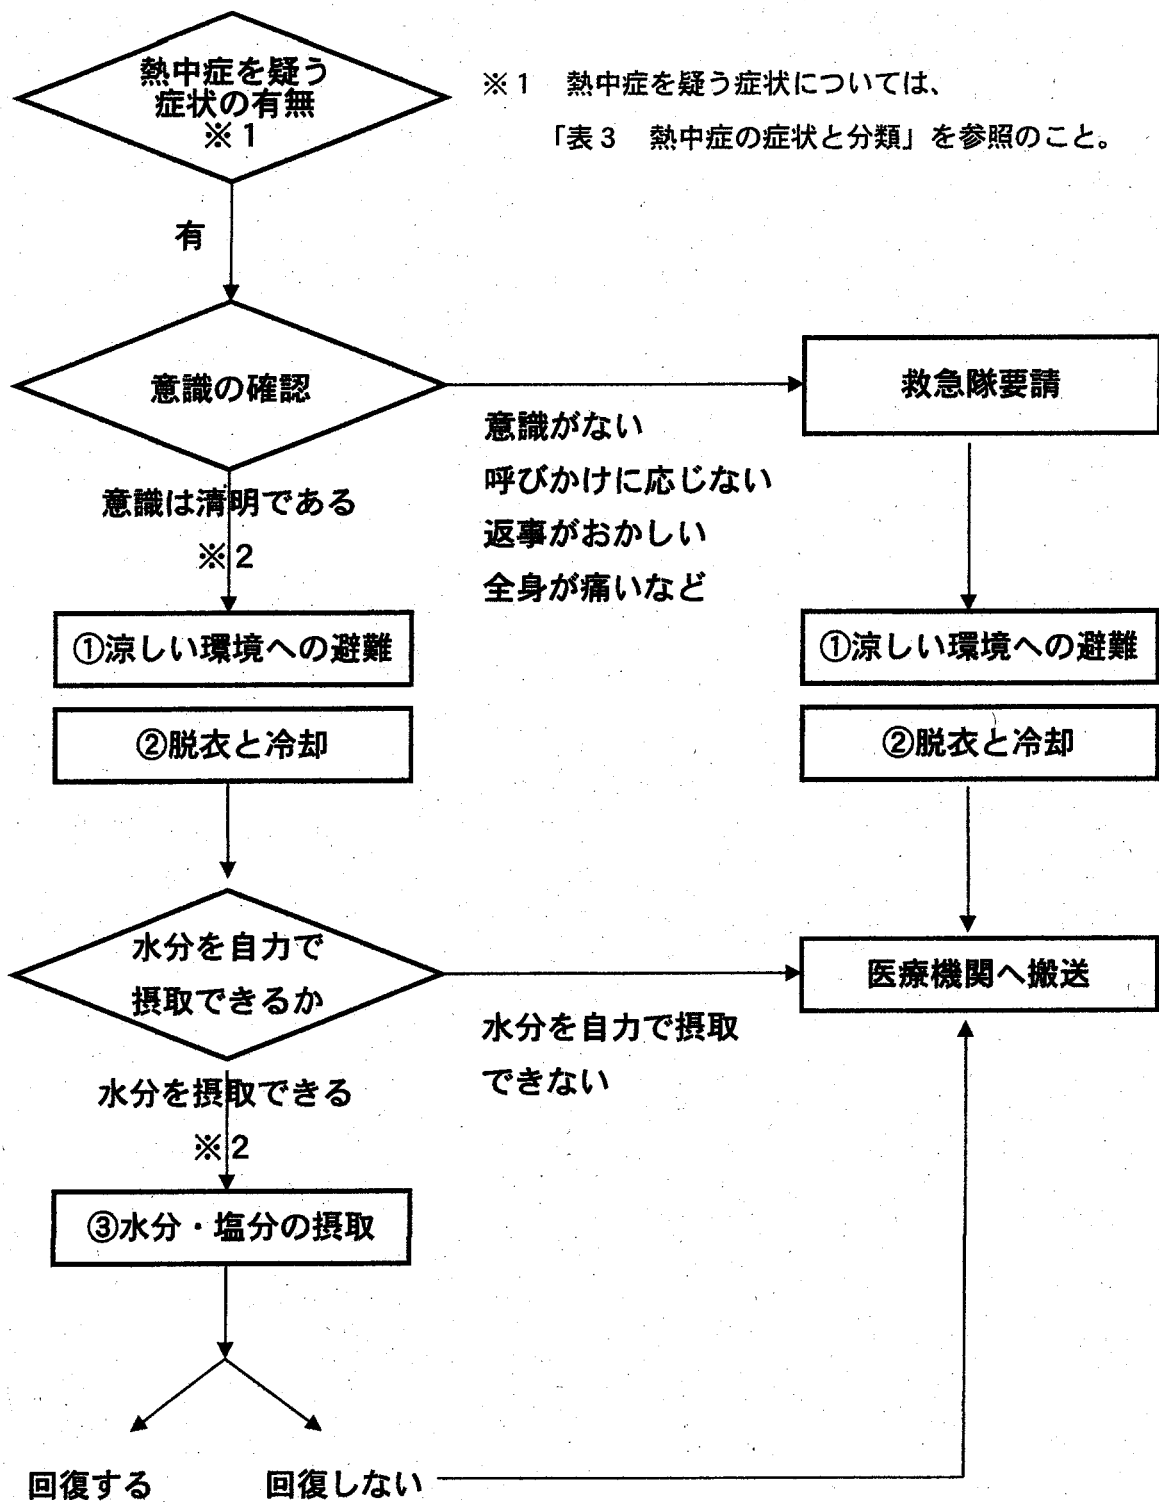 熱中症を疑う
症状の有無
※1
※1 熱中症を疑う症状については、
「表3 熱中症の症状と分類」を参照のこと。
有
意識の確認
救急隊要請
意識がない
呼びかけに応じない
返事がおかしい
全身が痛いなど
意識は清明である
※2
①涼しい環境への避難
①涼しい環境への避難
②脱衣と冷却
②脱衣と冷却
水分を自力で
摂取できるか
医療機関へ搬送
水分を自力で摂取
できない
水分を摂取できる
※2
③水分・塩分の摂取
回復する
回復しない